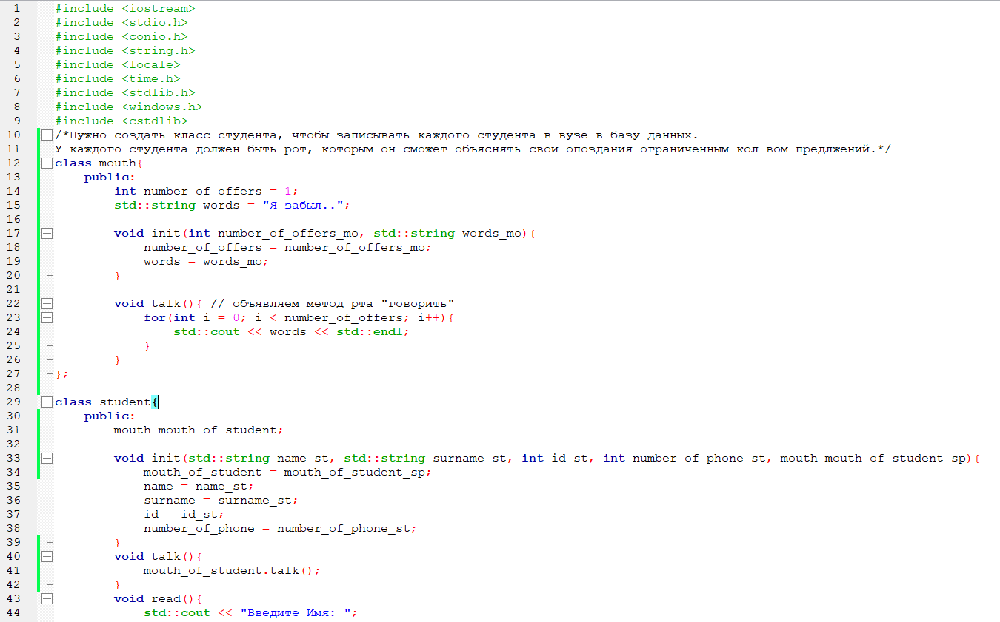 1 #include <iostream>
2 #include <stdio.h>
3 #include <conio.h>
4 #include <string.h>
5 #include <locale>
6 #include <time.h>
7 #include <stdlib.h>
8 #include <windows.h>
9 #include <cstdlib>
10 /*Нужно создать класс студента, чтобы записывать каждого студента в вузе в базу данных.
11 У каждого студента должен быть рот, которым он сможет объяснять свои опоздания ограниченным кол-вом предлжений.*/
12 class mouth{
13 public:
14 int number_of_offers = 1;
15 std::string words = "Я забыл..";
16
17 void init(int number_of_offers_mo, std::string words_mo){
18 number_of_offers = number_of_offers_mo;
19 words = words_mo;
20 }
21
22 void talk(){ // объявляем метод рта "говорить"
23 for(int i = 0; i < number_of_offers; i++){
24 std::cout << words << std::endl;
25 }
26 }
27 };
28
29 class student{
30 public:
31 mouth mouth_of_student;
32
33 void init(std::string name_st, std::string surname_st, int id_st, int number_of_phone_st, mouth mouth_of_student_sp){
34 mouth_of_student = mouth_of_student_sp;
35 name = name_st;
36 surname = surname_st;
37 id = id_st;
38 number_of_phone = number_of_phone_st;
39 }
40 void talk(){
41 mouth_of_student.talk();
42 }
43 void read(){
44 std::cout << "Введите Имя: ";